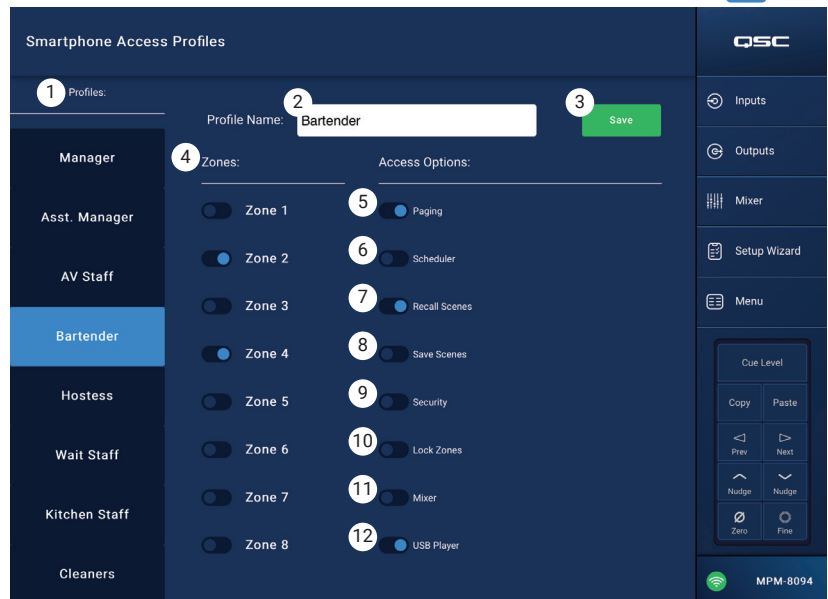 Smartphone Access Profiles
QSC
1 Profiles:
2
3
Profile Name: Bartender
Save
4 Zones:
Access Options:
Manager
Asst. Manager
AV Staff
Bartender
Hostess
Wait Staff
Kitchen Staff
Cleaners
Zone 1
5 Paging
Zone 2
6 Scheduler
Zone 3
7 Recall Scenes
Zone 4
8 Save Scenes
Zone 5
9 Security
Zone 6
10 Lock Zones
Zone 7
11 Mixer
Zone 8
12 USB Player
Inputs
Outputs
Mixer
Setup Wizard
Menu
Cue Level
Copy Paste
Prev Next
Nudge Nudge
Zero Fine
MPM-8094